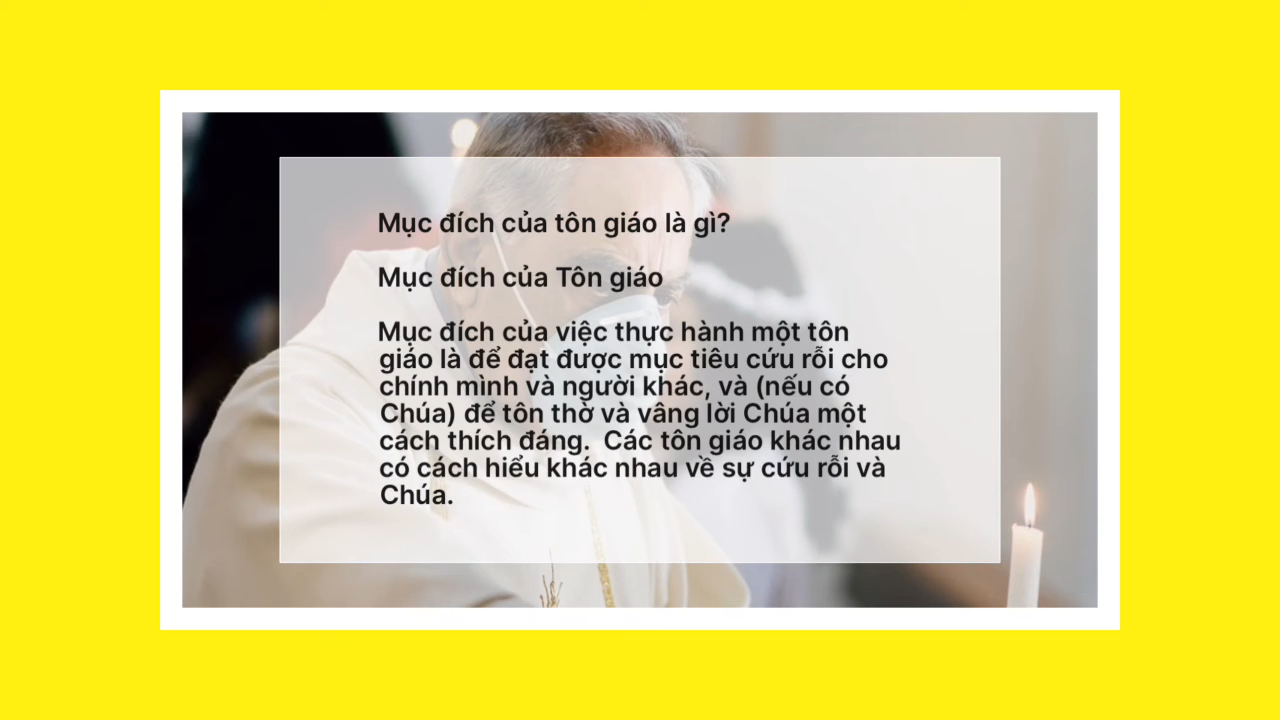 Mục đích của tôn giáo là gì?
Mục đích của Tôn giáo
Mục đích của việc thực hành một tôn
giáo là để đạt được mục tiêu cứu rỗi cho
chính mình và người khác, và (nếu có
Chúa) để tôn thờ và vâng lời Chúa một
cách thích đáng.  Các tôn giáo khác nhau
có cách hiểu khác nhau về sự cứu rỗi và
Chúa.